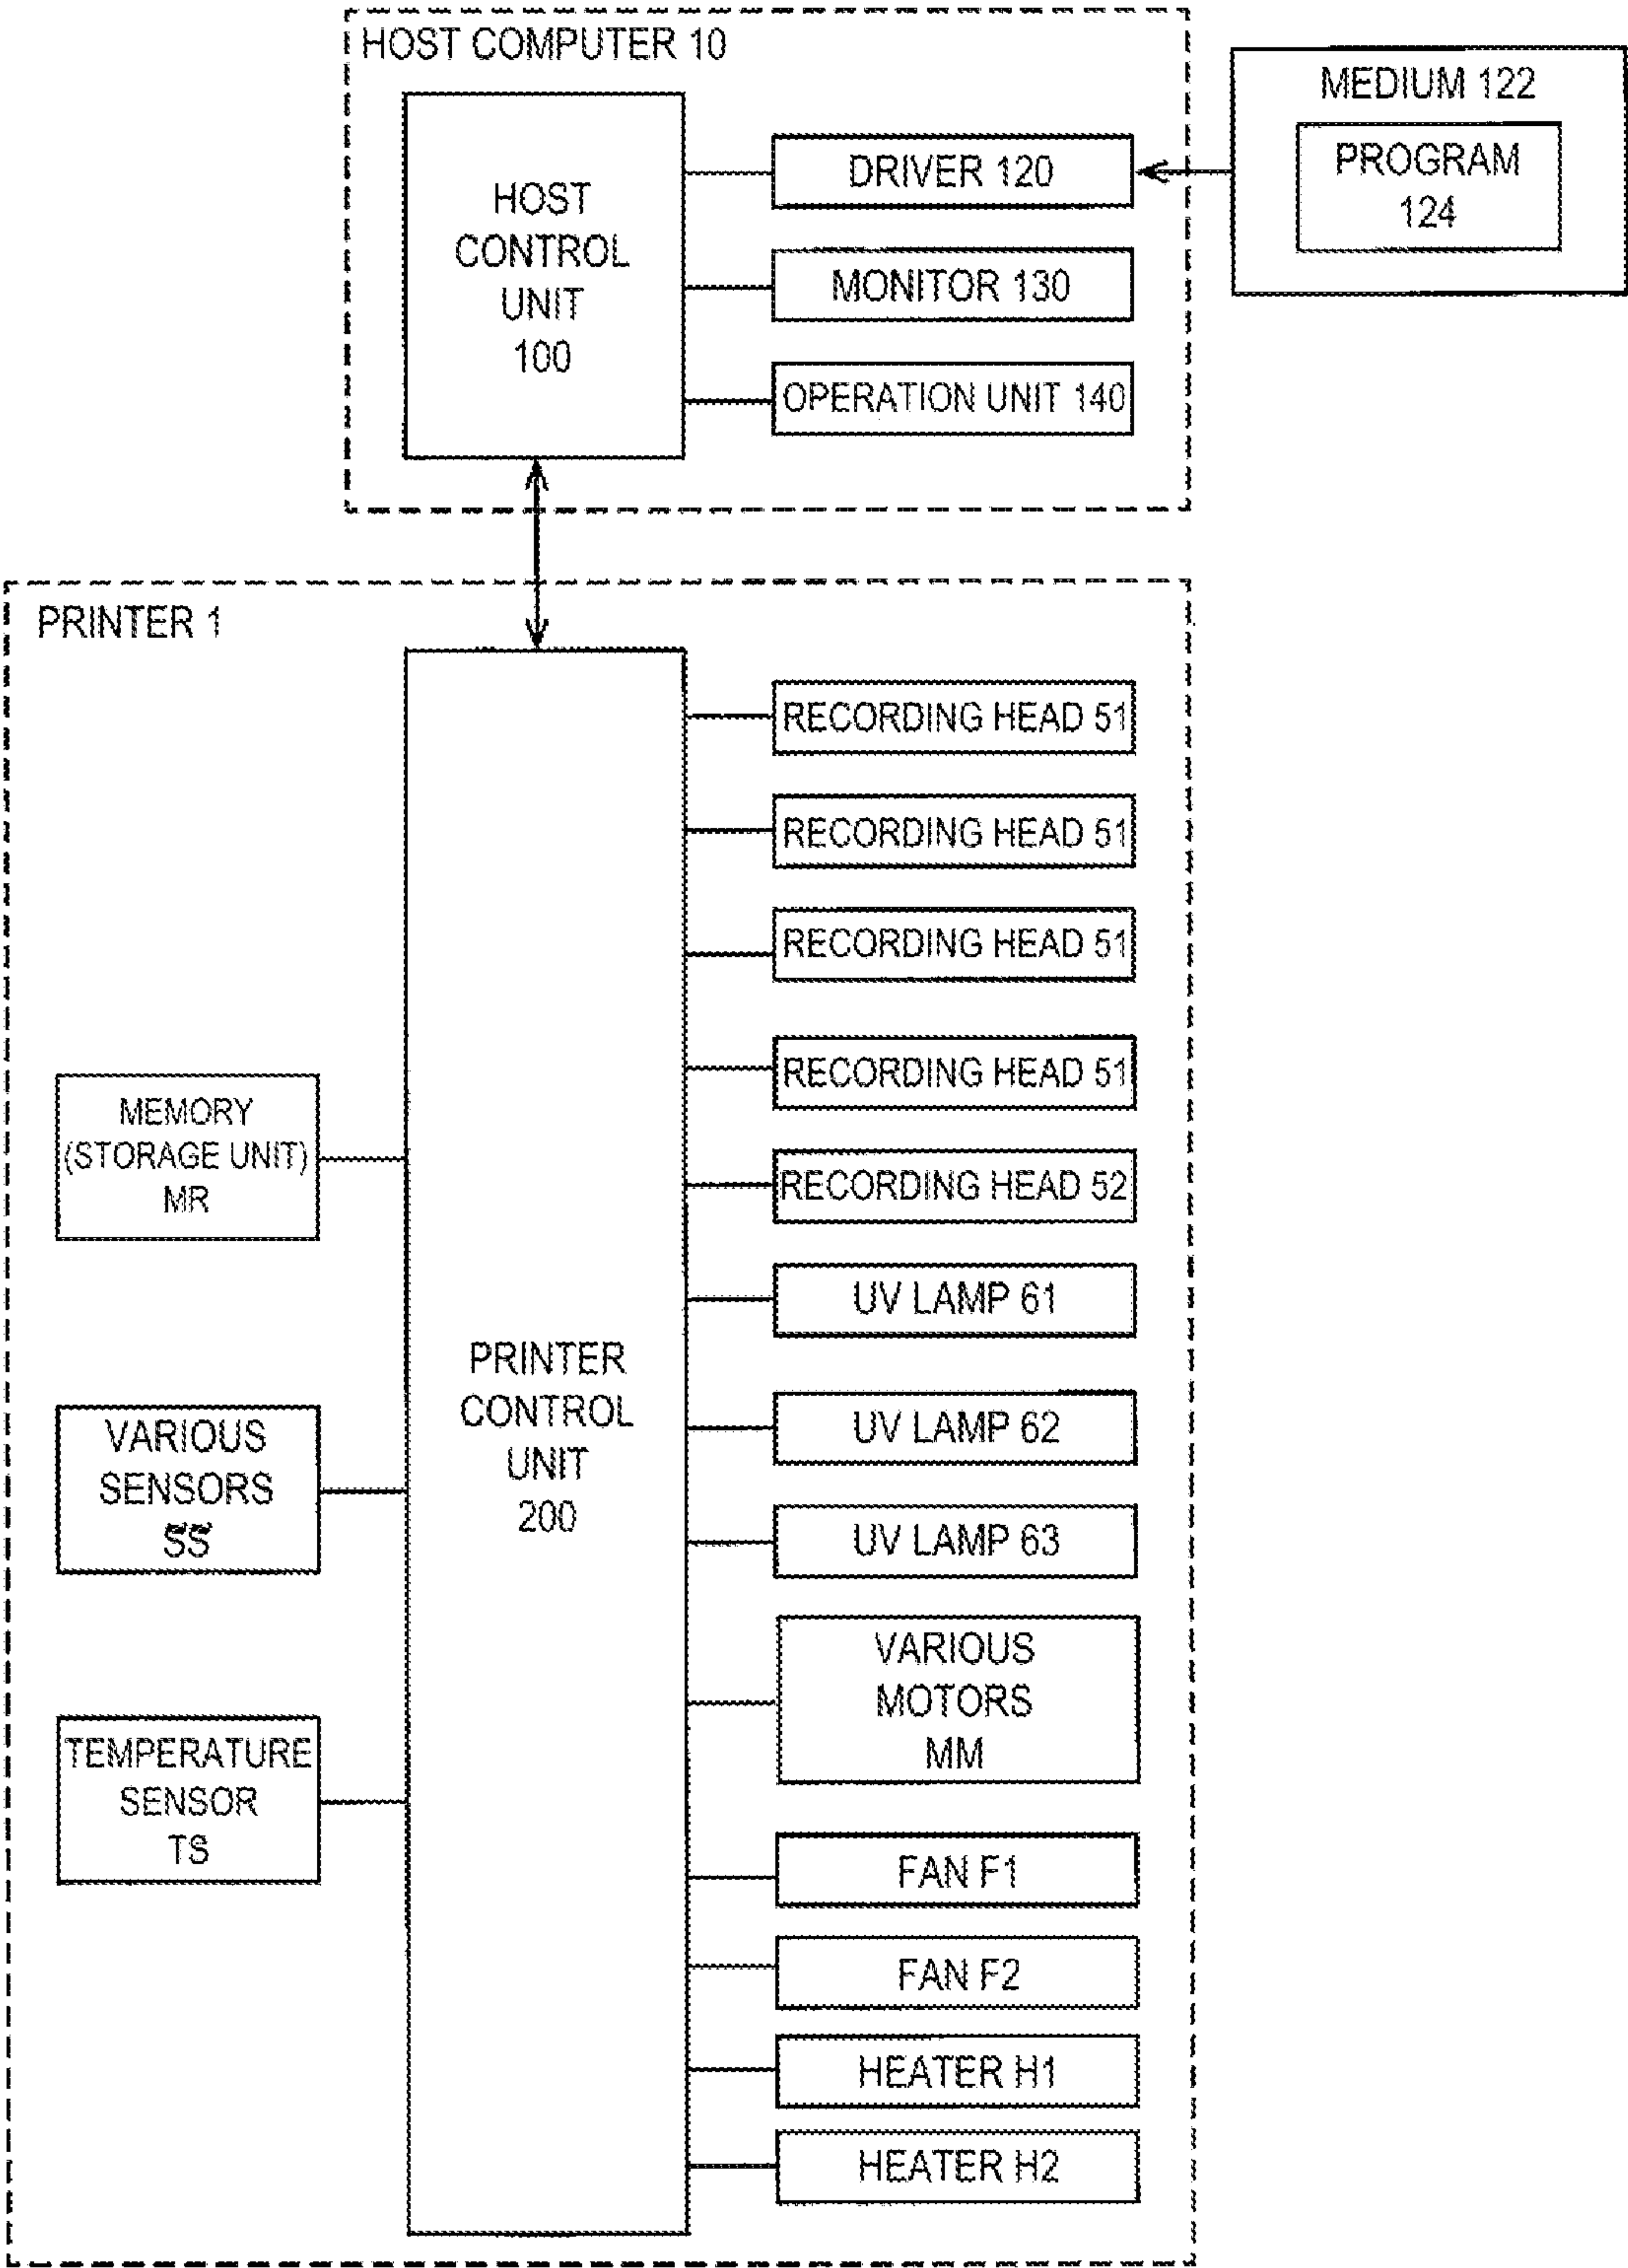 HOST COMPUTER 10
HOST
CONTROL
UNIT
100
DRIVER 120
MONITOR 130
OPERATION UNIT 140
MEDIUM 122
PROGRAM
124
PRINTER 1
MEMORY
(STORAGE UNIT)
MR
VARIOUS
SENSORS
SS
TEMPERATURE
SENSOR
TS
PRINTER
CONTROL
UNIT
200
RECORDING HEAD 51
RECORDING HEAD 51
RECORDING HEAD 51
RECORDING HEAD 51
RECORDING HEAD 52
UV LAMP 61
UV LAMP 62
UV LAMP 63
VARIOUS
MOTORS
MM
FAN F1
FAN F2
HEATER H1
HEATER H2